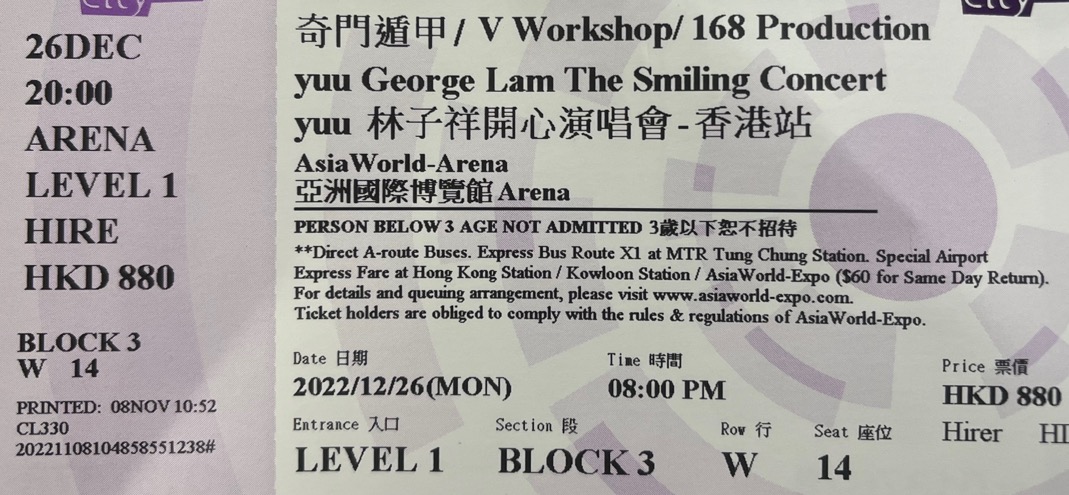 City
City
26DEC
20:00
ARENA
LEVEL 1
HIRE
HKD 880
BLOCK 3
W 14
PRINTED: 08NOV 10:52
CL330
20221108104858551238#
奇門遁甲/ V Workshop/ 168 Production
yuu George Lam The Smiling Concert
yuu 林子祥開心演唱會-香港站
AsiaWorld-Arena
亞洲國際博覽館 Arena
PERSON BELOW 3 AGE NOT ADMITTED 3歲以下恕不招待
**Direct A-route Buses. Express Bus Route X1 at MTR Tung Chung Station. Special Airport
Express Fare at Hong Kong Station / Kowloon Station / AsiaWorld-Expo ($60 for Same Day Return).
For details and queuing arrangement, please visit www.asiaworld-expo.com.
Ticket holders are obliged to comply with the rules & regulations of AsiaWorld-Expo.
Date 日期 Time 時間 Price 票價
2022/12/26(MON) 08:00 PM HKD 880
Entrance 入口 Section 段 Row 行 Seat 座位 Hirer
LEVEL 1 BLOCK 3 W 14